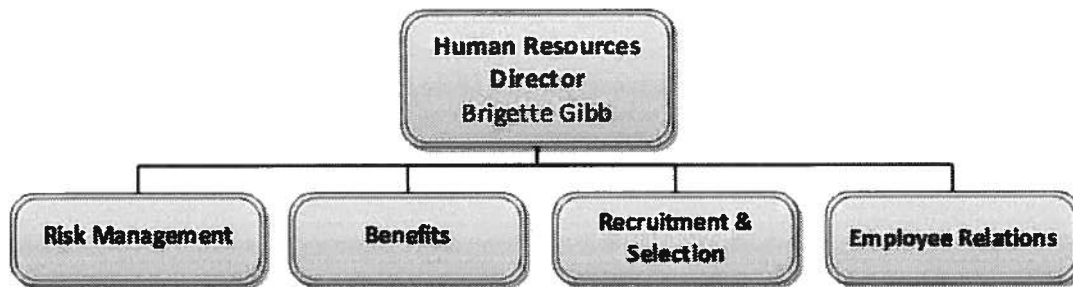 Human Resources
Director
Brigette Gibb
Risk Management
Benefits
Recruitment &
Selection
Employee Relations